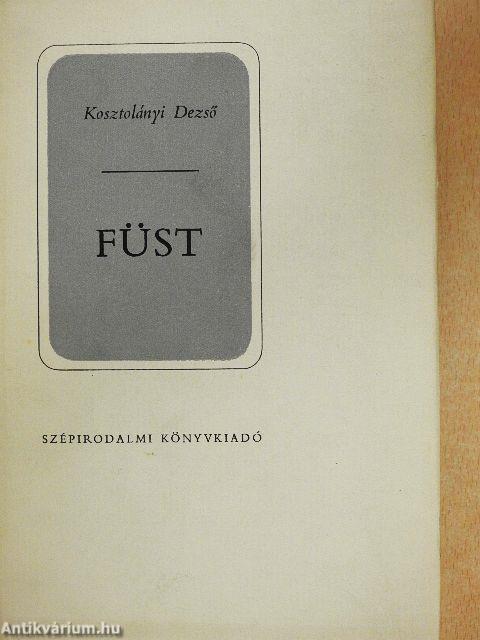 Kosztolányi Dezső
FÜST
SZÉPIRODALMI KÖNYVKIADÓ
Antikvárium.hu